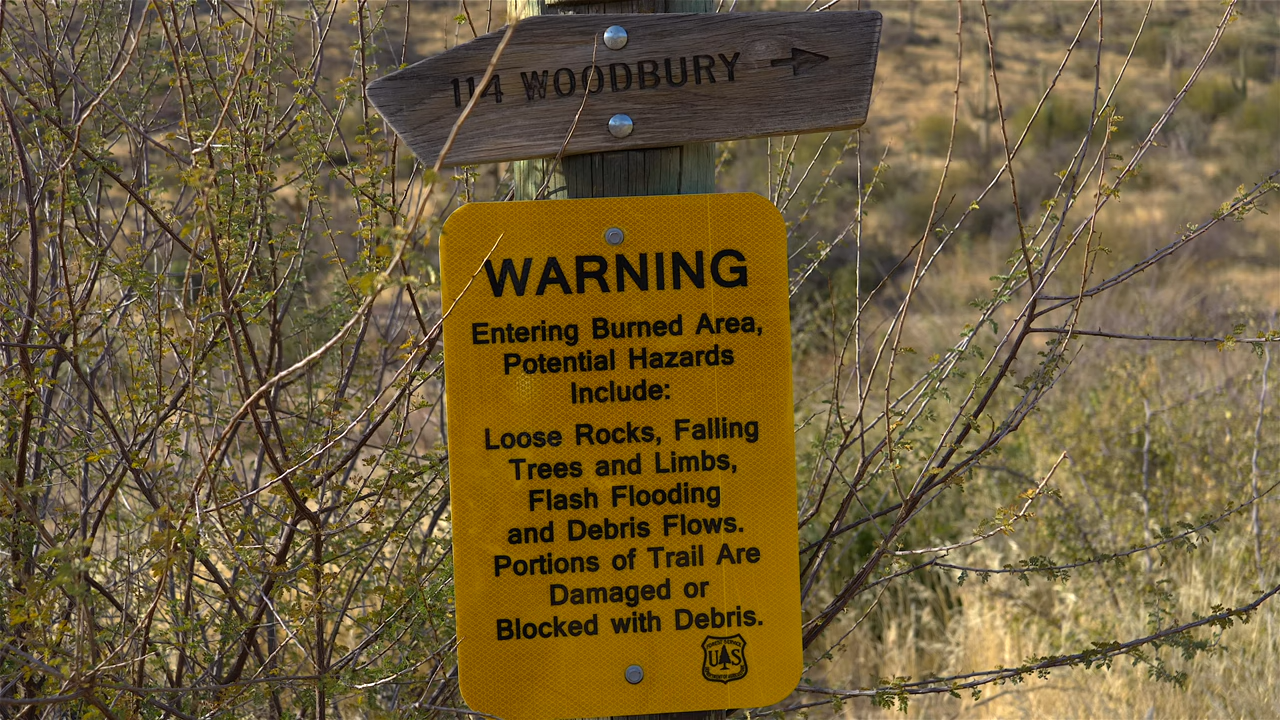 114 WOODBURY
WARNING
Entering Burned Area,
Potential Hazards
Include:
Loose Rocks, Falling
Trees and Limbs,
Flash Flooding
and Debris Flows.
Portions of Trail Are
Damaged or
Blocked with Debris.
U S